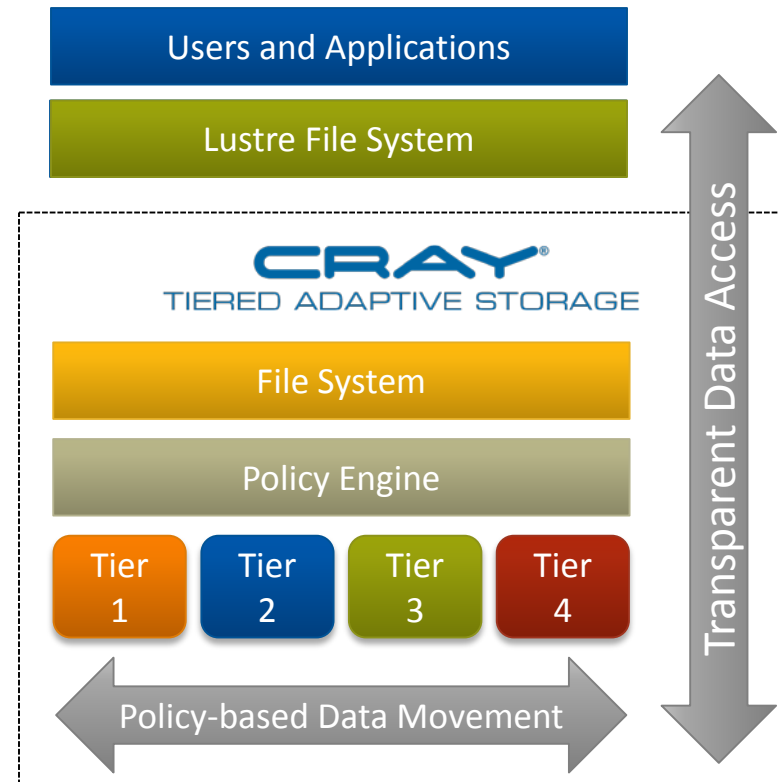 Users and Applications
Lustre File System
CRAY®
TIERED ADAPTIVE STORAGE
File System
Policy Engine
Tier
1
Tier
2
Tier
3
Tier
4
Policy-based Data Movement
Transparent Data Access